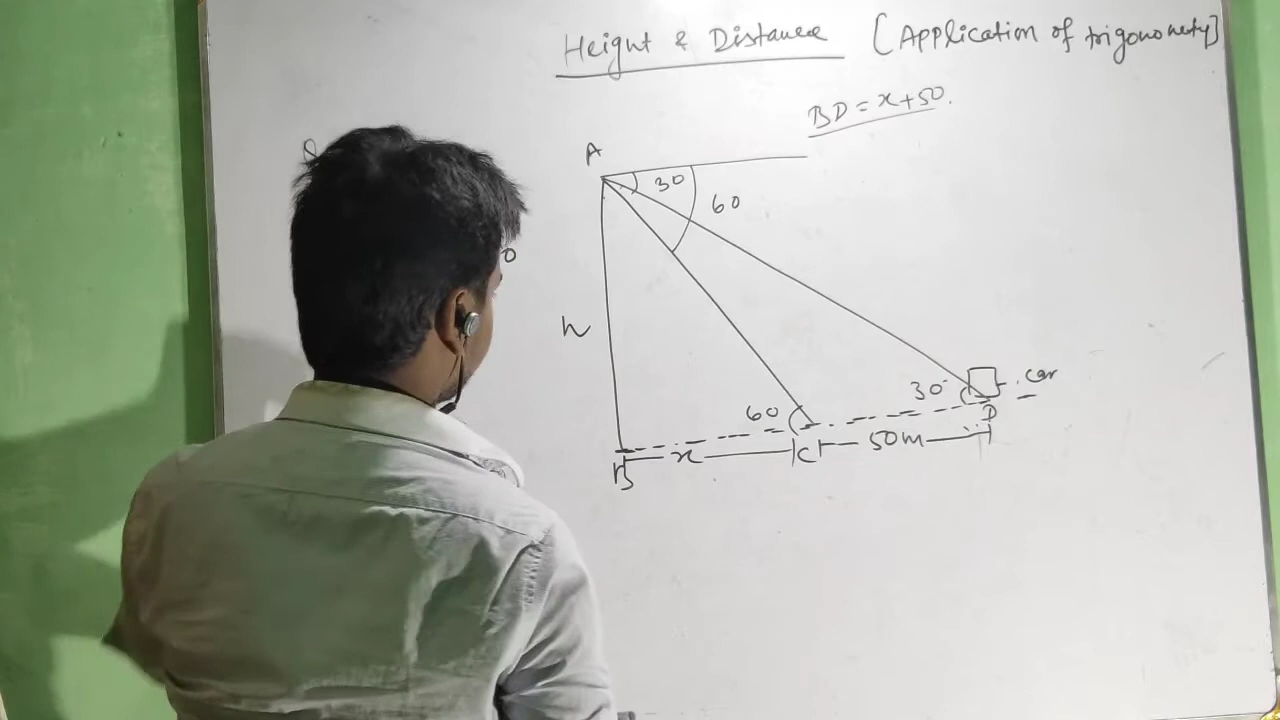 Height & Distance [Application of trigonometry]
BD = x+50.
A
30
60
h
60
30°
car
D
B
x
C
50m